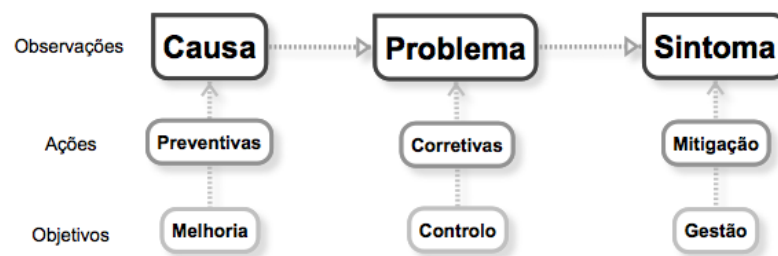 Observações Causa Problema Sintoma
Ações Preventivas Corretivas Mitigação
Objetivos Melhoria Controlo Gestão